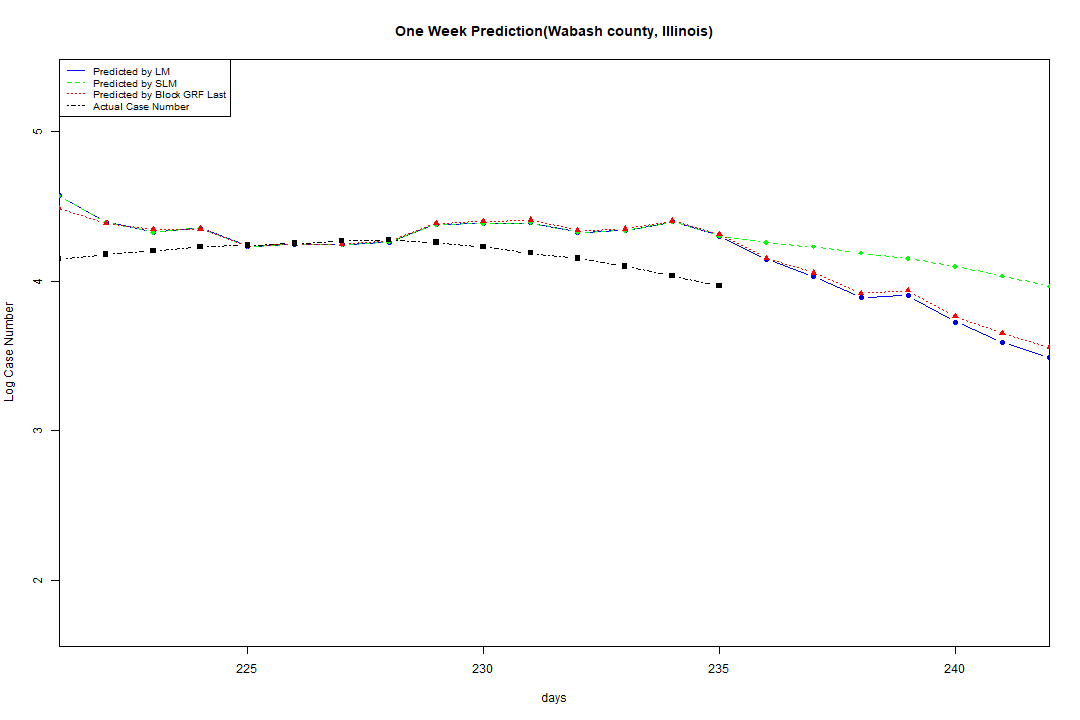 One Week Prediction(Wabash county, Illinois)
Predicted by LM
Predicted by SLM
Predicted by Block GRF Last
Actual Case Number
5
4
3
2
Log Case Number
225
230
235
240
days